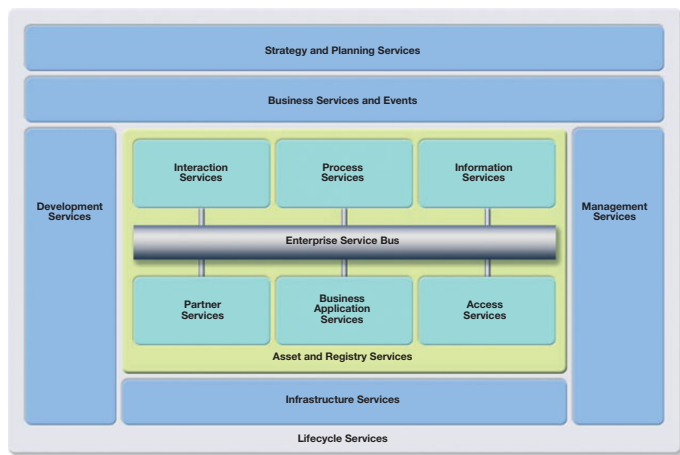 Strategy and Planning Services
Business Services and Events
Development
Services
Interaction
Services
Process
Services
Information
Services
Management
Services
Enterprise Service Bus
Partner
Services
Business
Application
Services
Access
Services
Asset and Registry Services
Infrastructure Services
Lifecycle Services